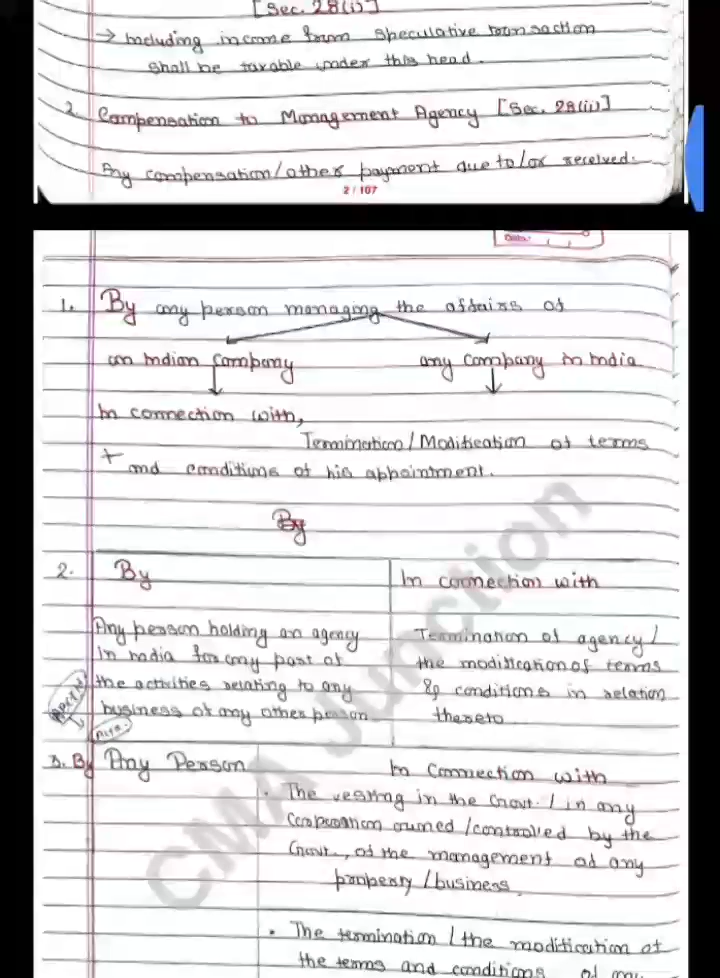 [Sec. 28(i)]
→ Including income from speculative transaction
shall be taxable under this head.
2. Compensation to Management Agency [Sec. 28(ii)]
Any compensation/other payment due to/or received.
2 / 107
Date:
1. By any person managing the affairs of
an Indian Company any Company in India
In connection with,
Termination/Modification of terms
+ and conditions of his appointment.
By
2. By In connection with
Any person holding an agency Termination of agency/
in India for any part of the modification of terms
the activities relating to any & conditions in relation
business of any other person thereto
3. By Any Person In Connection with
• The vesting in the Govt. / in any
Corporation owned/controlled by the
Govt., of the management of any
property/business.
• The termination / the modification of
the terms and conditions of any
CMA Junction